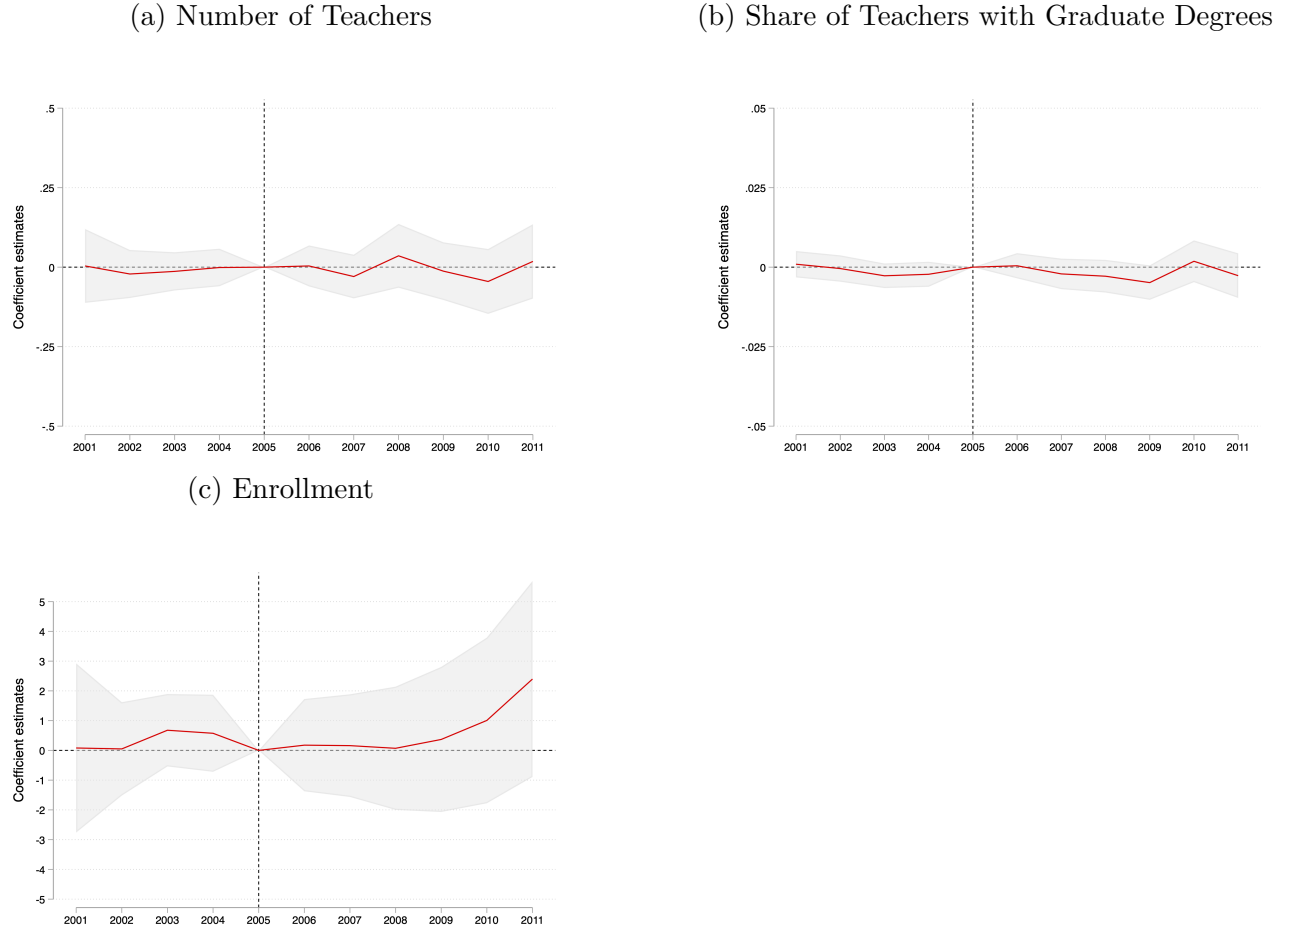 (a) Number of Teachers
.5
.25
0
-.25
-.5
Coefficient estimates
2001 2002 2003 2004 2005 2006 2007 2008 2009 2010 2011
(b) Share of Teachers with Graduate Degrees
.05
.025
0
-.025
-.05
Coefficient estimates
2001 2002 2003 2004 2005 2006 2007 2008 2009 2010 2011
(c) Enrollment
5
4
3
2
1
0
-1
-2
-3
-4
-5
Coefficient estimates
2001 2002 2003 2004 2005 2006 2007 2008 2009 2010 2011